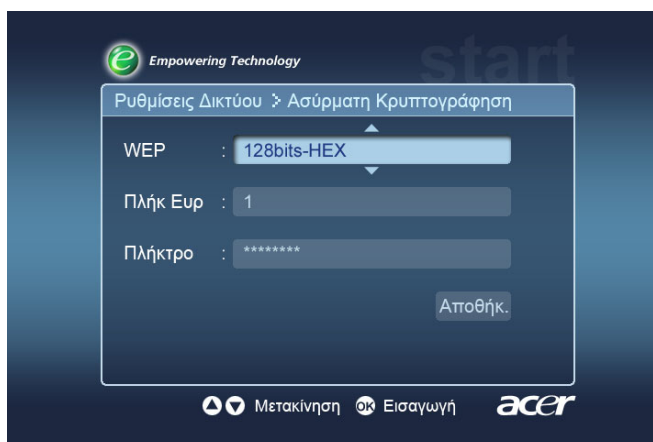 start
e Empowering Technology
Ρυθμίσεις Δικτύου > Ασύρματη Κρυπτογράφηση
WEP : 128bits-HEX
Πλήκ Ευρ : 1
Πλήκτρο : ********
Αποθήκ.
Μετακίνηση OK Εισαγωγή acer